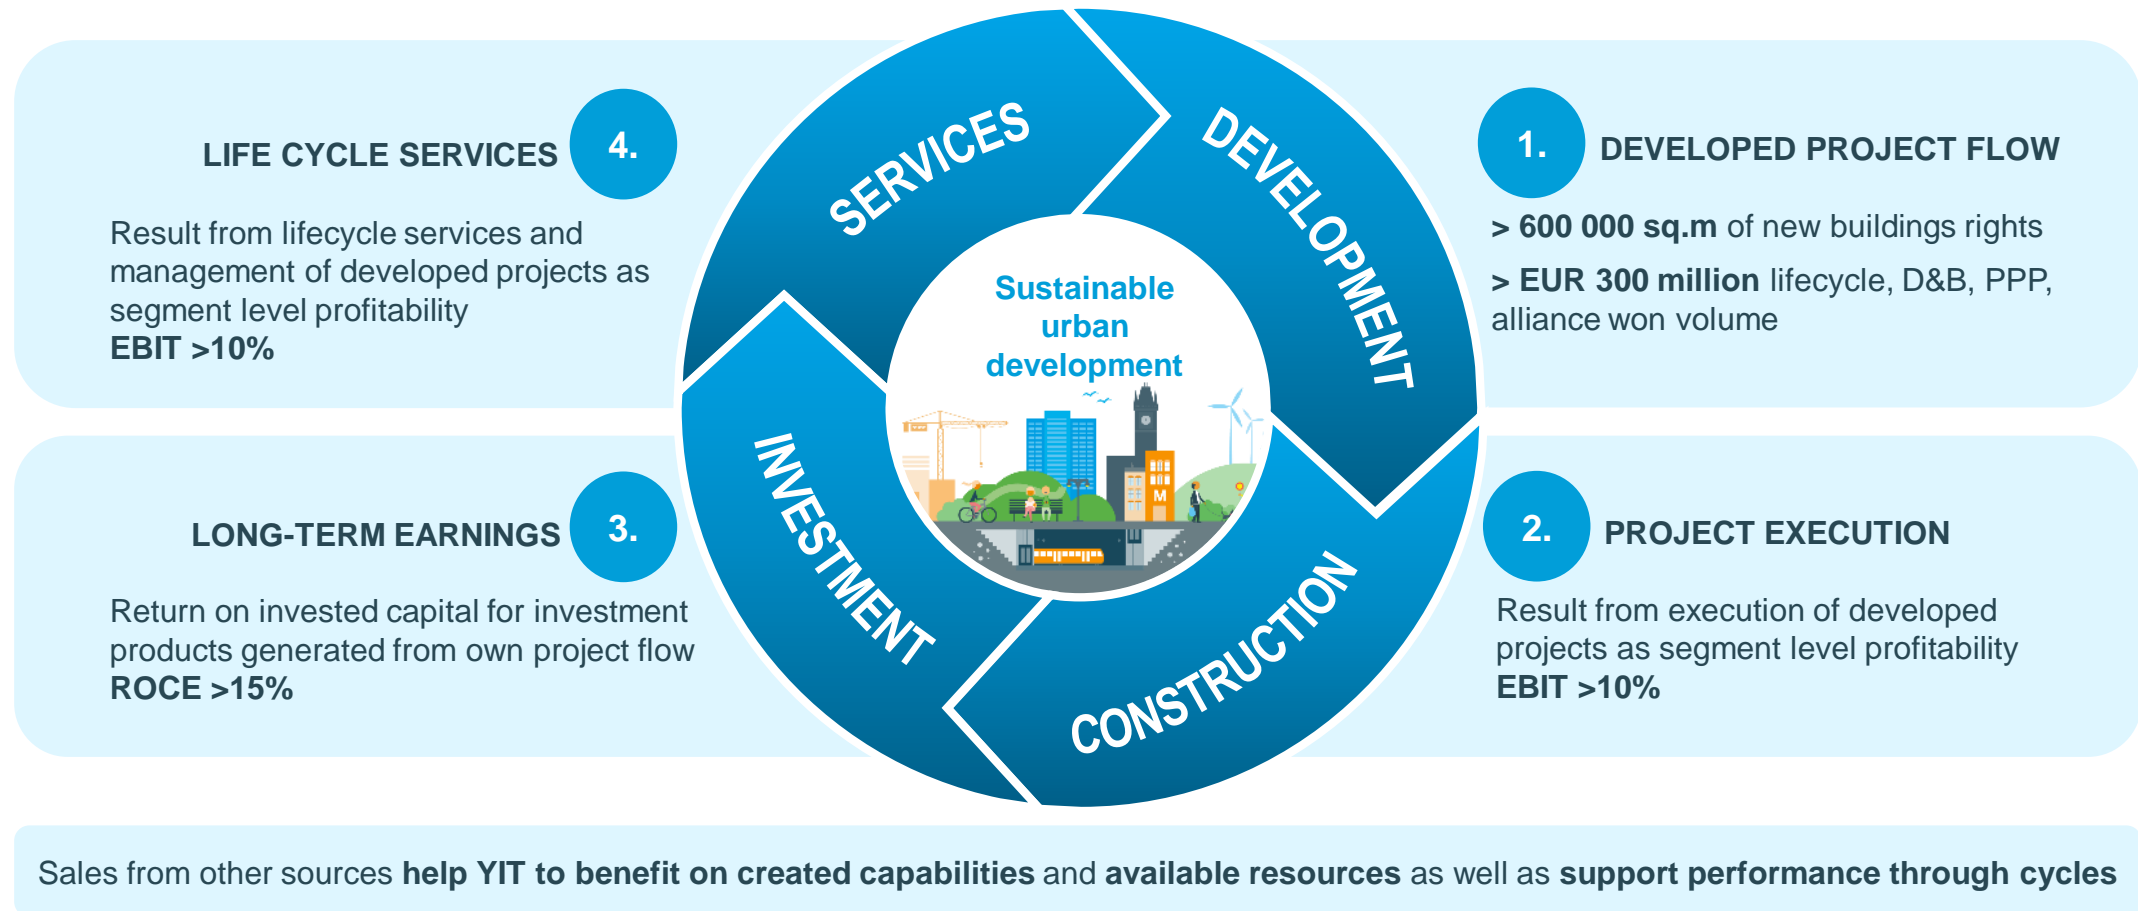 SERVICES
DEVELOPMENT
CONSTRUCTION
INVESTMENT
Sustainable
urban
development
M
1.
DEVELOPED PROJECT FLOW
> 600 000 sq.m of new buildings rights
> EUR 300 million lifecycle, D&B, PPP,
alliance won volume
2.
PROJECT EXECUTION
Result from execution of developed
projects as segment level profitability
EBIT >10%
LONG-TERM EARNINGS
3.
Return on invested capital for investment
products generated from own project flow
ROCE >15%
LIFE CYCLE SERVICES
4.
Result from lifecycle services and
management of developed projects as
segment level profitability
EBIT >10%
Sales from other sources help YIT to benefit on created capabilities and available resources as well as support performance through cycles